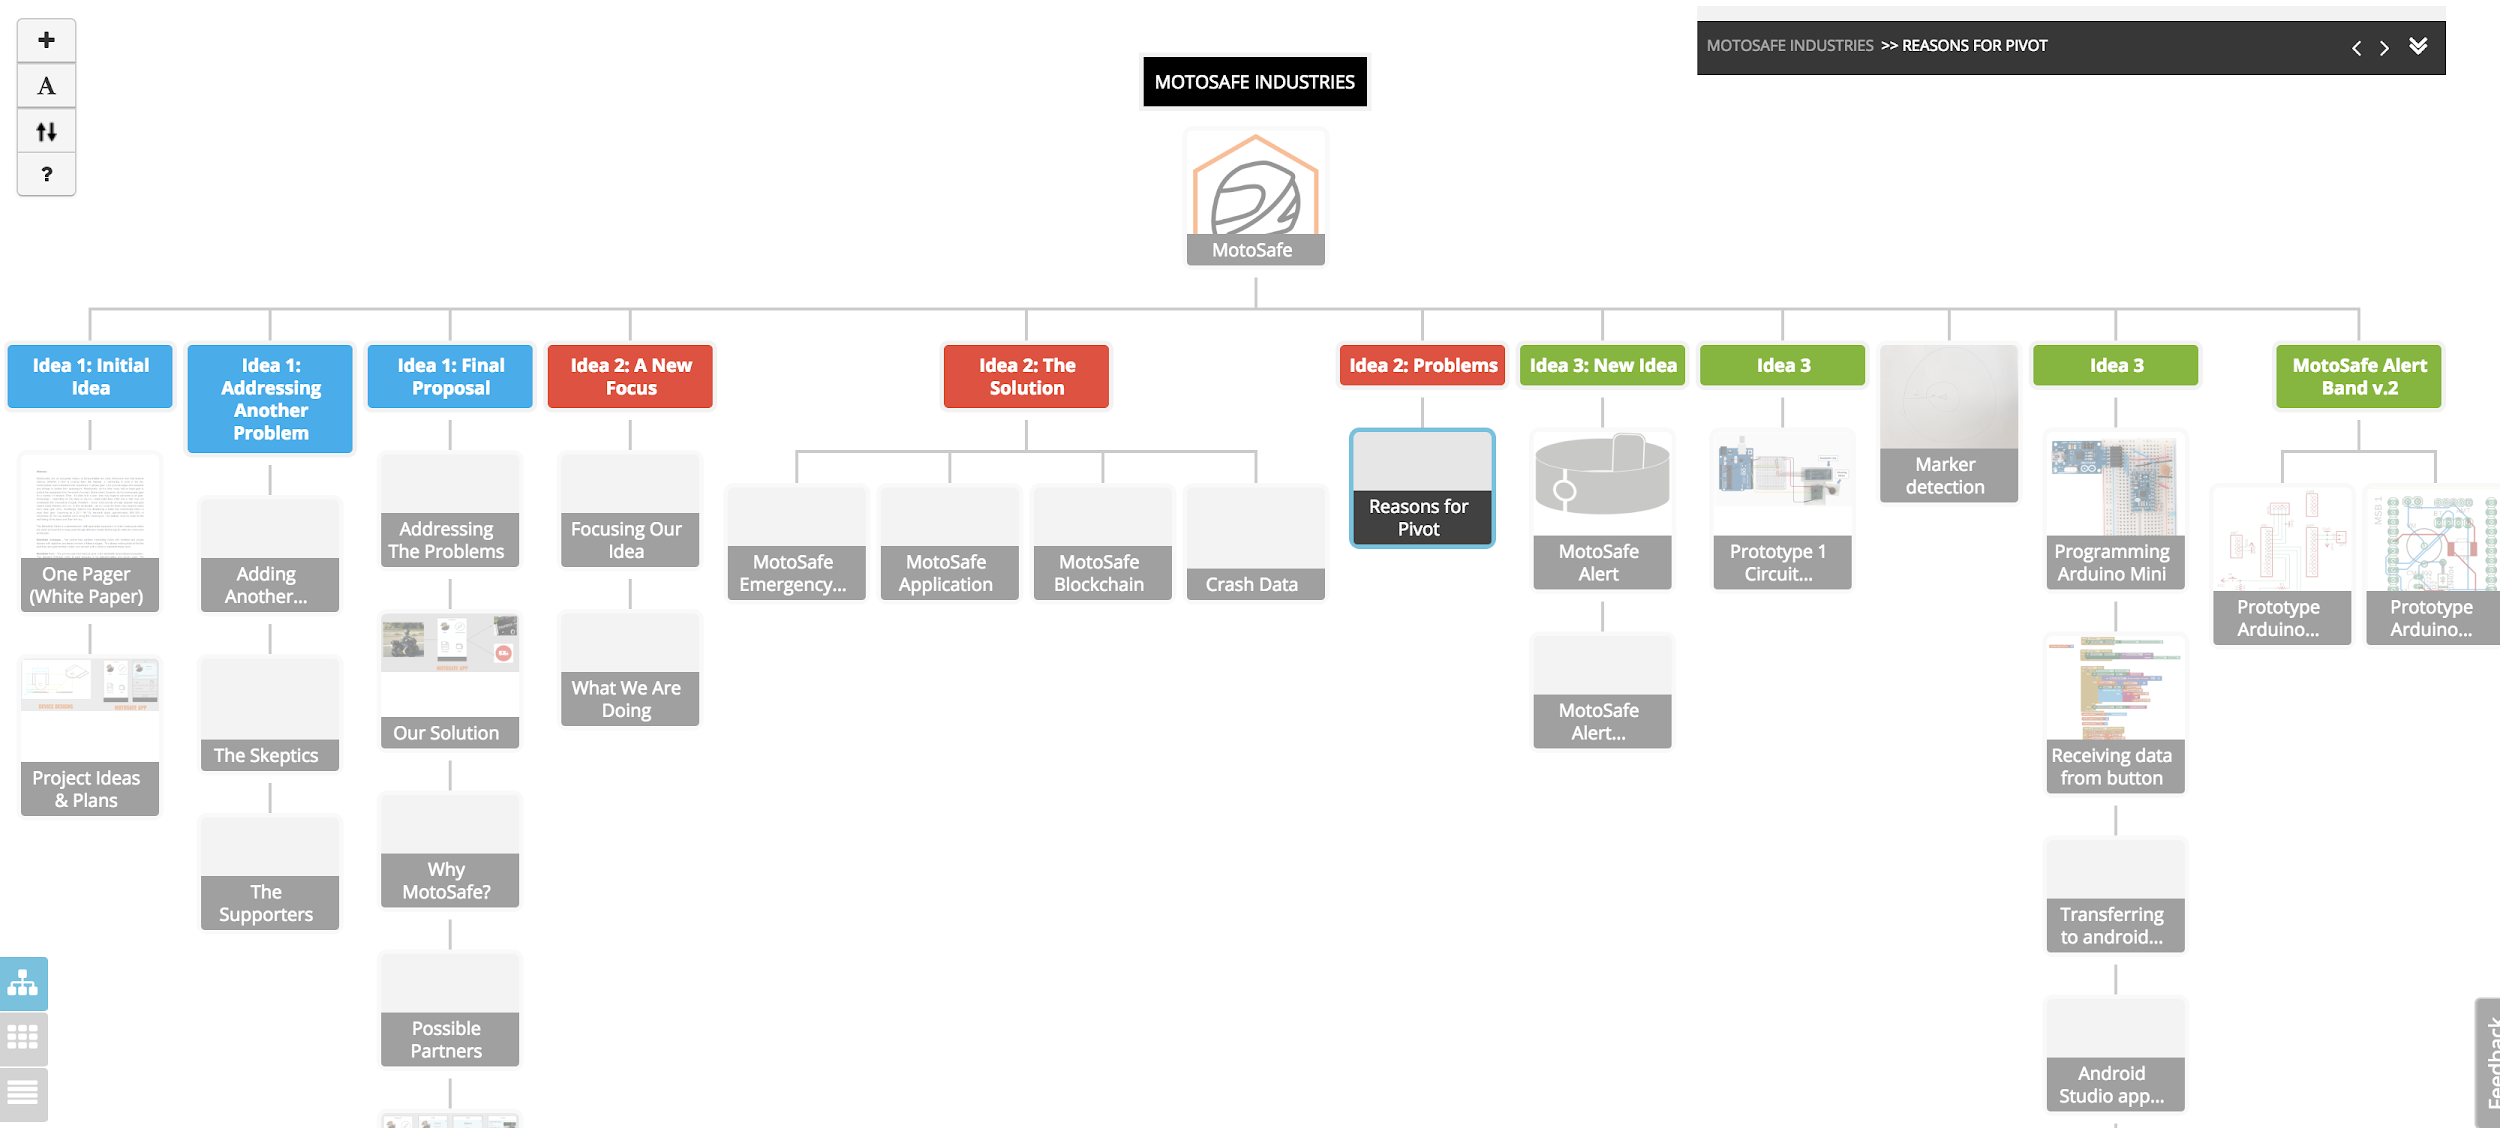 MOTOSAFE INDUSTRIES >> REASONS FOR PIVOT
A
?
MOTOSAFE INDUSTRIES
MotoSafe
Idea 1: Initial
Idea
One Pager
(White Paper)
Project Ideas
& Plans
Idea 1:
Addressing
Another
Problem
Adding
Another...
The Skeptics
The
Supporters
Idea 1: Final
Proposal
Addressing
The Problems
MOTOSAFE APP
Our Solution
Why
MotoSafe?
Possible
Partners
Idea 2: A New
Focus
Focusing Our
Idea
What We Are
Doing
Idea 2: The
Solution
MotoSafe
Emergency...
MotoSafe
Application
MotoSafe
Blockchain
Crash Data
Idea 2: Problems
Reasons for
Pivot
Idea 3: New Idea
MotoSafe
Alert
MotoSafe
Alert...
Idea 3
Prototype 1
Circuit...
Marker
detection
Idea 3
Programming
Arduino Mini
Receiving data
from button
Transferring
to android...
Android
Studio app...
MotoSafe Alert
Band v.2
Prototype
Arduino...
MSB 1
Prototype
Arduino...
Feedback